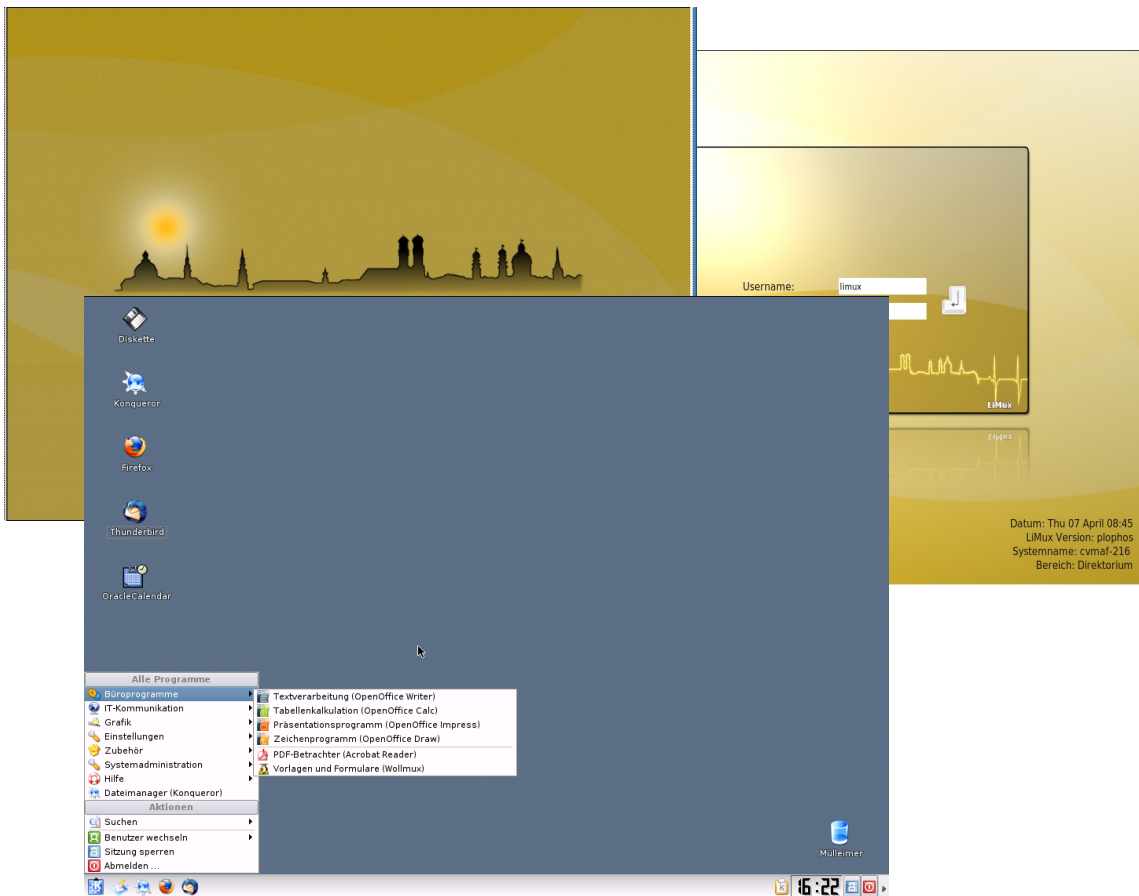 Username:
limux
LiMux
Datum: Thu 07 April 08:45
LiMux Version: plophos
Systemname: cvmaf-216
Bereich: Direktorium
Diskette
Konqueror
Firefox
Thunderbird
OracleCalendar
Alle Programme
Büroprogramme
IT-Kommunikation
Grafik
Einstellungen
Zubehör
Systemadministration
Hilfe
Dateimanager (Konqueror)
Aktionen
Suchen
Benutzer wechseln
Sitzung sperren
Abmelden ...
Textverarbeitung (OpenOffice Writer)
Tabellenkalkulation (OpenOffice Calc)
Präsentationsprogramm (OpenOffice Impress)
Zeichenprogramm (OpenOffice Draw)
PDF-Betrachter (Acrobat Reader)
Vorlagen und Formulare (Wollmux)
Mülleimer
16:22